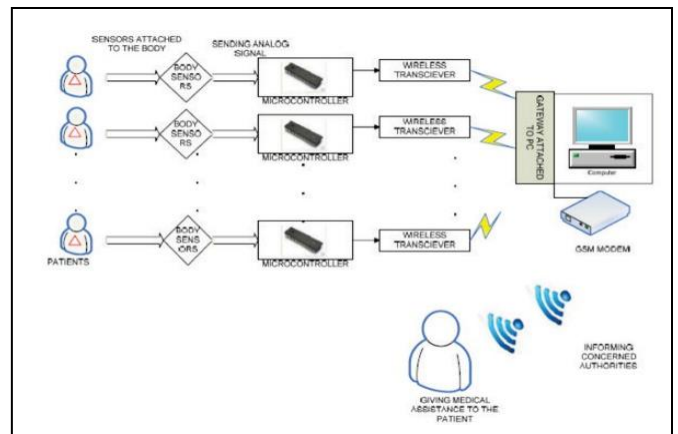 SENSORS ATTACHED
TO THE BODY
SENDING ANALOG
SIGNAL
BODY
SENSO
RS
MICROCONTROLLER
WIRELESS
TRANSCIEVER
BODY
SENSO
RS
MICROCONTROLLER
WIRELESS
TRANSCIEVER
GATEWAY ATTACHED
TO PC
Computer
GSM MODEM
PATIENTS
BODY
SENS
ORS
MICROCONTROLLER
WIRELESS
TRANSCIEVER
INFORMING
CONCERNED
AUTHORITIES
GIVING MEDICAL
ASSISTANCE TO THE
PATIENT